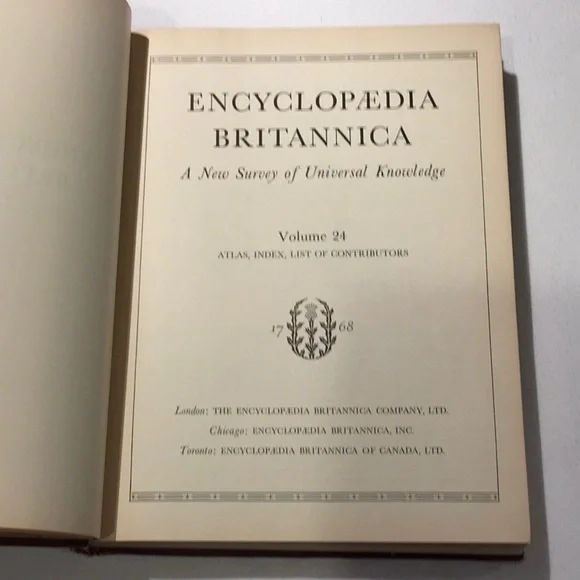 ENCYCLOPÆDIA
BRITANNICA
A New Survey of Universal Knowledge
Volume 24
ATLAS, INDEX, LIST OF CONTRIBUTORS
17 68
London: THE ENCYCLOPÆDIA BRITANNICA COMPANY, LTD.
Chicago: ENCYCLOPÆDIA BRITANNICA, INC.
Toronto: ENCYCLOPÆDIA BRITANNICA OF CANADA, LTD.